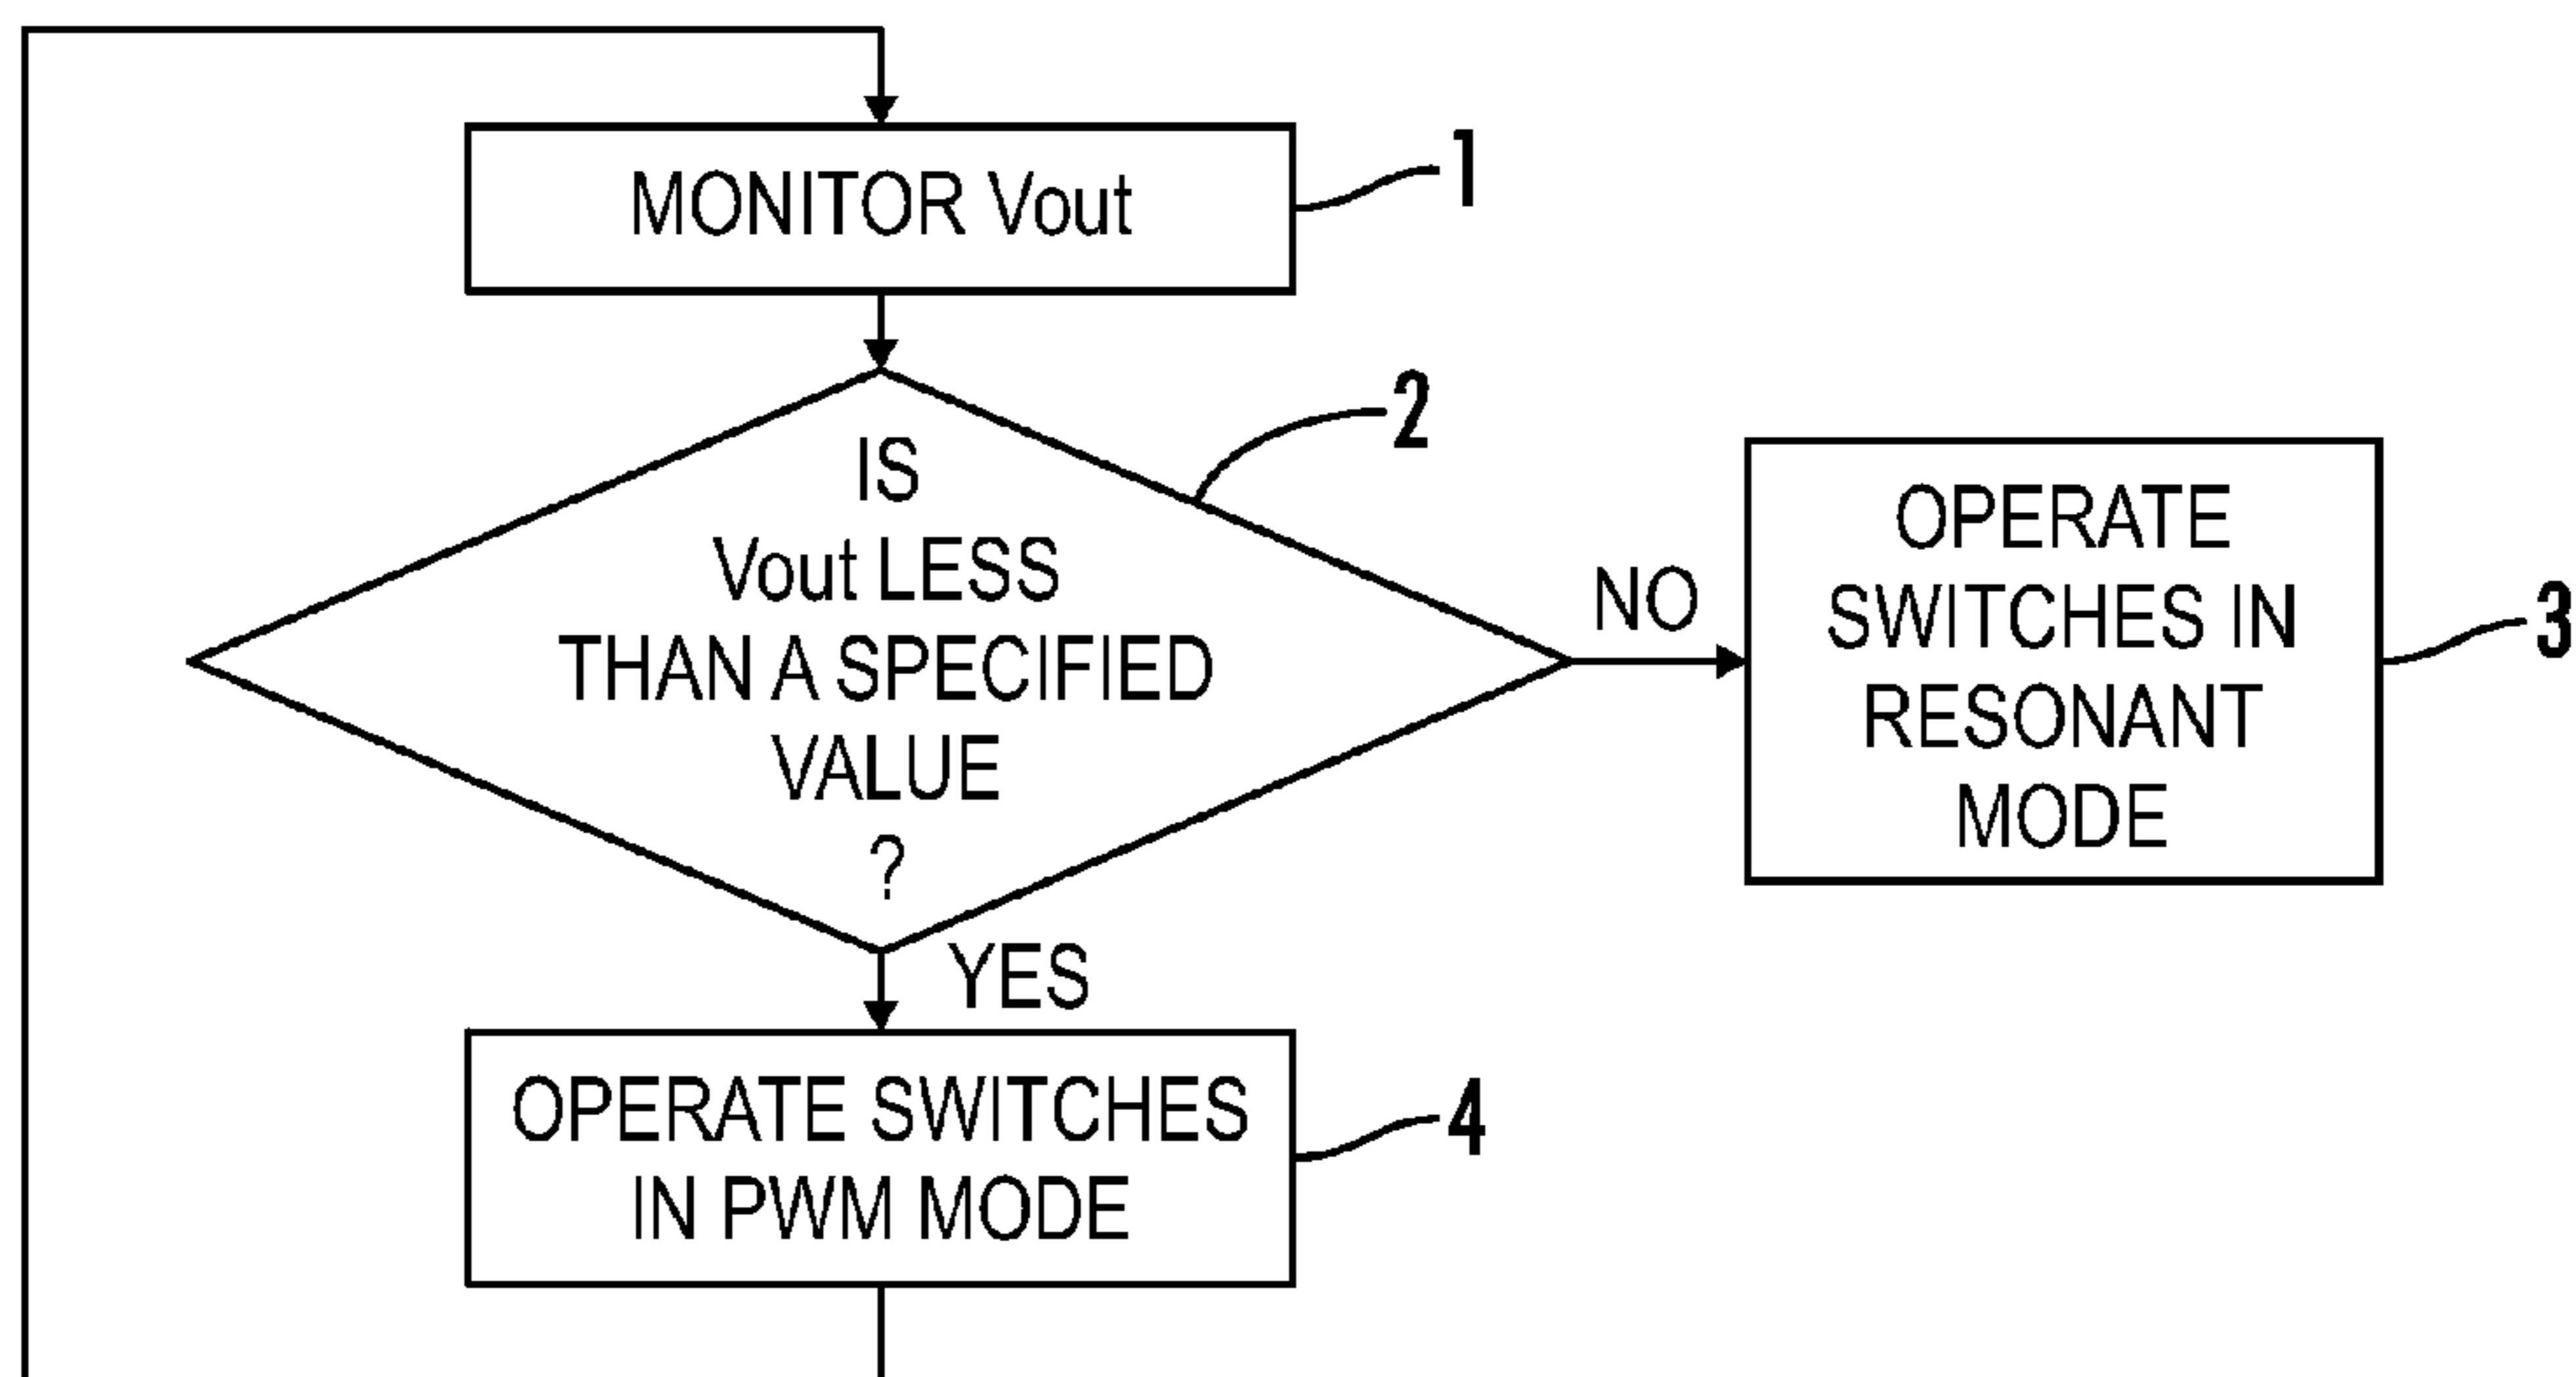 MONITOR Vout
1
IS
Vout LESS
THAN A SPECIFIED
VALUE
?
2
NO
OPERATE
SWITCHES IN
RESONANT
MODE
3
YES
OPERATE SWITCHES
IN PWM MODE
4